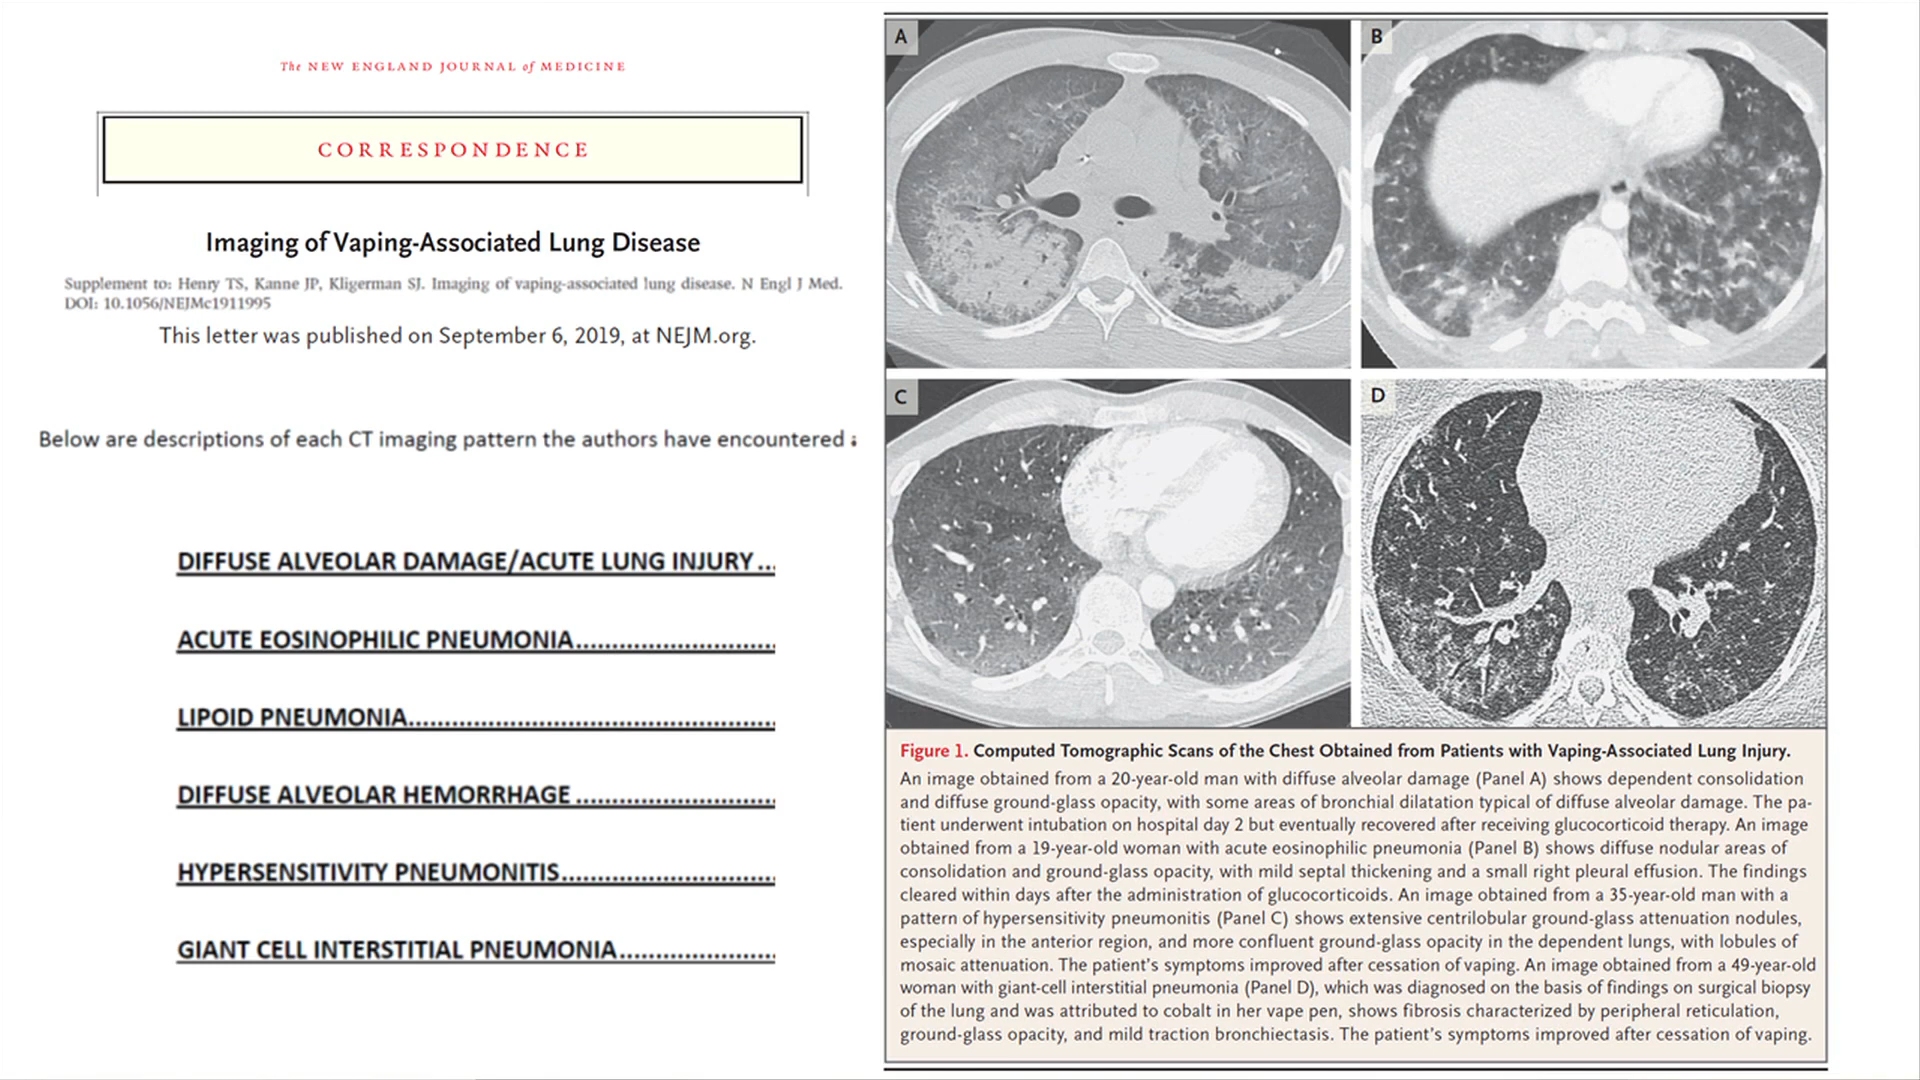 The NEW ENGLAND JOURNAL of MEDICINE
CORRESPONDENCE
Imaging of Vaping-Associated Lung Disease
Supplement to: Henry TS, Kanne JP, Kligerman SJ. Imaging of vaping-associated lung disease. N Engl J Med.
DOI: 10.1056/NEJMc1911995
This letter was published on September 6, 2019, at NEJM.org.
Below are descriptions of each CT imaging pattern the authors have encountered
DIFFUSE ALVEOLAR DAMAGE/ACUTE LUNG INJURY...
ACUTE EOSINOPHILIC PNEUMONIA..........................
LIPOID PNEUMONIA................................................
DIFFUSE ALVEOLAR HEMORRHAGE..........................
HYPERSENSITIVITY PNEUMONITIS............................
GIANT CELL INTERSTITIAL PNEUMONIA....................
A
B
C
D
Figure 1. Computed Tomographic Scans of the Chest Obtained from Patients with Vaping-Associated Lung Injury.
An image obtained from a 20-year-old man with diffuse alveolar damage (Panel A) shows dependent consolidation
and diffuse ground-glass opacity, with some areas of bronchial dilatation typical of diffuse alveolar damage. The pa-
tient underwent intubation on hospital day 2 but eventually recovered after receiving glucocorticoid therapy. An image
obtained from a 19-year-old woman with acute eosinophilic pneumonia (Panel B) shows diffuse nodular areas of
consolidation and ground-glass opacity, with mild septal thickening and a small right pleural effusion. The findings
cleared within days after the administration of glucocorticoids. An image obtained from a 35-year-old man with a
pattern of hypersensitivity pneumonitis (Panel C) shows extensive centrilobular ground-glass attenuation nodules,
especially in the anterior region, and more confluent ground-glass opacity in the dependent lungs, with lobules of
mosaic attenuation. The patient's symptoms improved after cessation of vaping. An image obtained from a 49-year-old
woman with giant-cell interstitial pneumonia (Panel D), which was diagnosed on the basis of findings on surgical biopsy
of the lung and was attributed to cobalt in her vape pen, shows fibrosis characterized by peripheral reticulation,
ground-glass opacity, and mild traction bronchiectasis. The patient's symptoms improved after cessation of vaping.